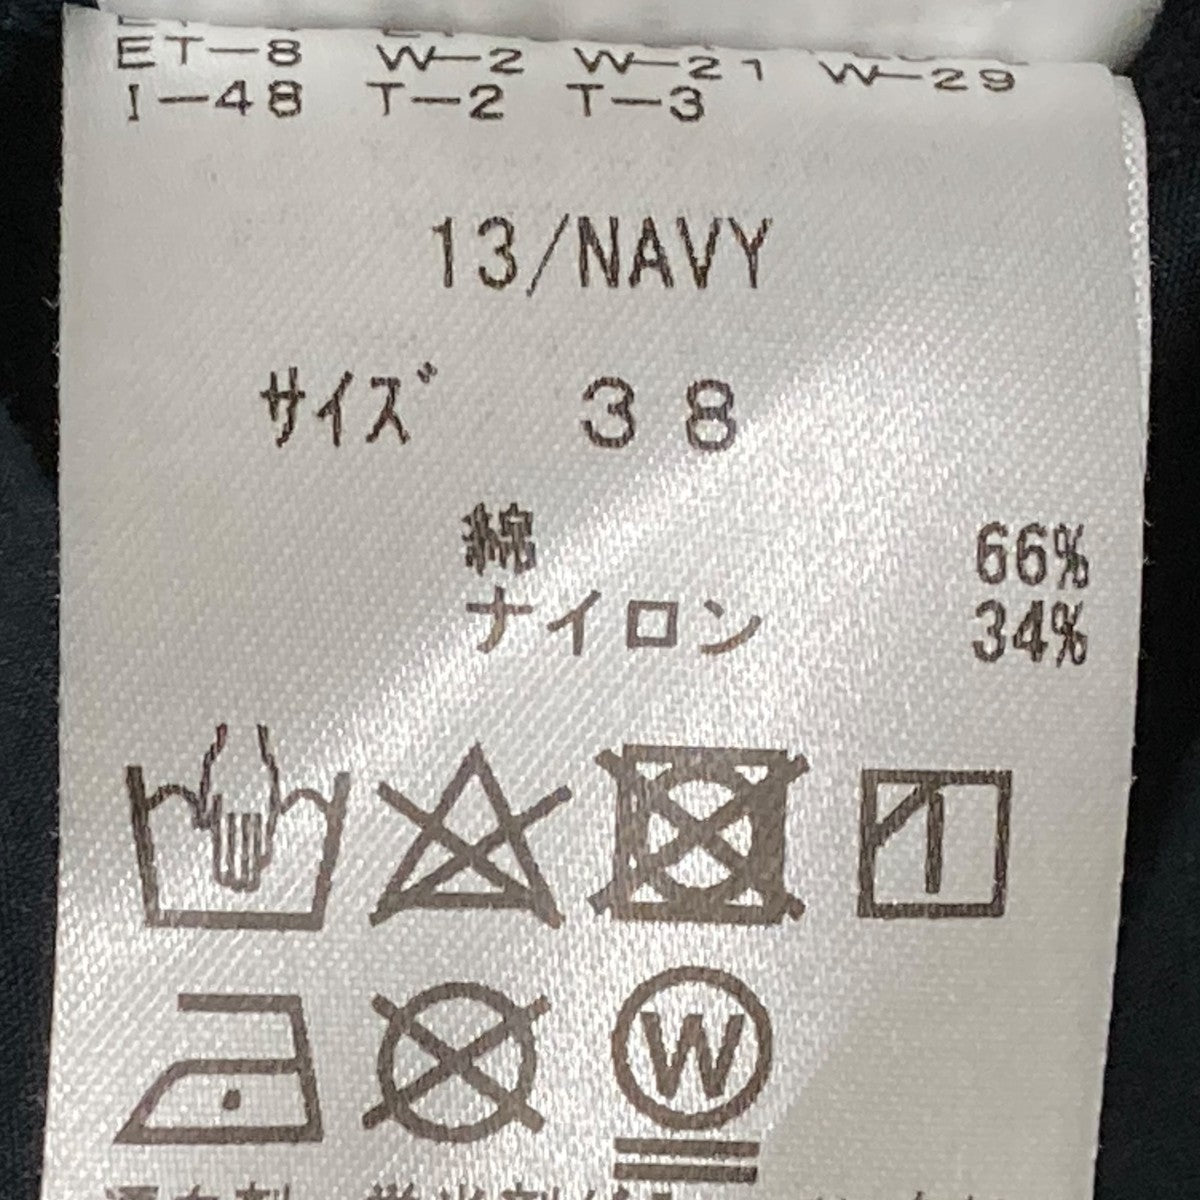 ET-8 W-2 W-21 W-29
I-48 T-2 T-3
13/NAVY
サイズ 38
綿 66%
ナイロン 34%
W